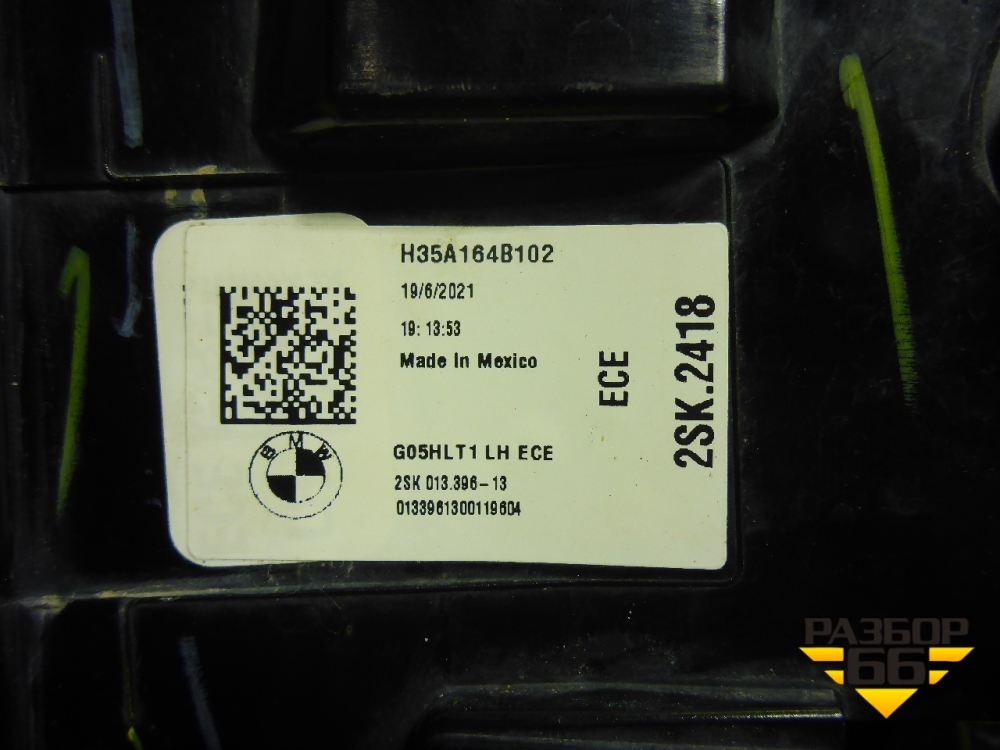 H35A164B102
19/6/2021
19:13:53
Made In Mexico
ECE
2SK.2418
BMW
G05HLT1 LH ECE
2SK 013.396-13
0133961300119604
РАЗБОР
66